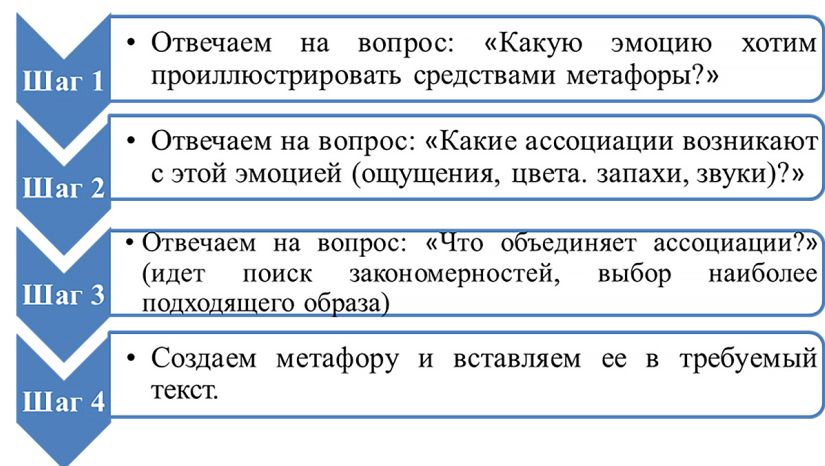 Шаг 1
• Отвечаем на вопрос: «Какую эмоцию хотим
проиллюстрировать средствами метафоры?»
Шаг 2
• Отвечаем на вопрос: «Какие ассоциации возникают
с этой эмоцией (ощущения, цвета. запахи, звуки)?»
Шаг 3
• Отвечаем на вопрос: «Что объединяет ассоциации?»
(идет поиск закономерностей, выбор наиболее
подходящего образа)
Шаг 4
• Создаем метафору и вставляем ее в требуемый
текст.